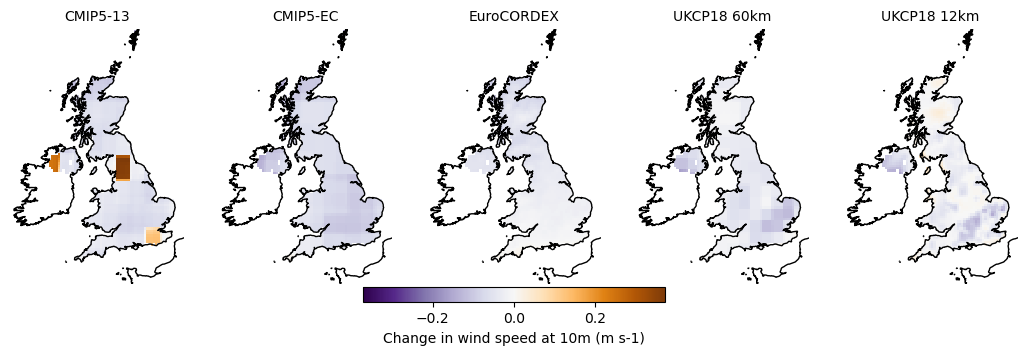 CMIP5-13 CMIP5-EC EuroCORDEX UKCP18 60km UKCP18 12km
−0.2 0.0 0.2
Change in wind speed at 10m (m s-1)